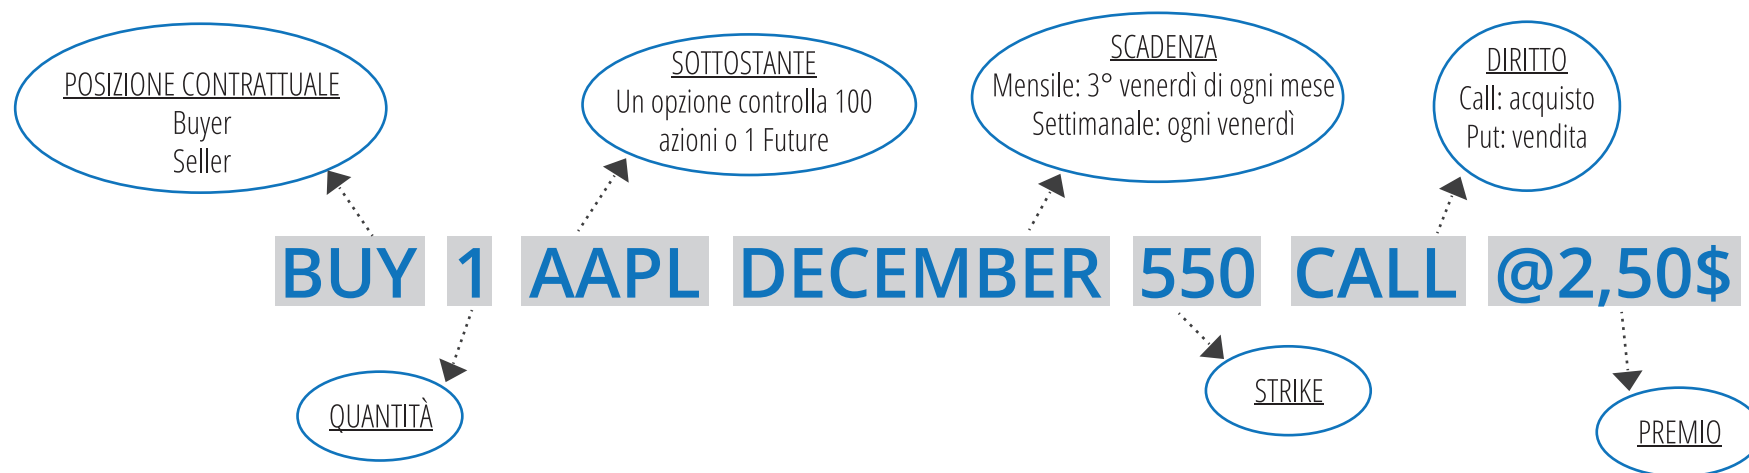 POSIZIONE CONTRATTUALE
Buyer
Seller
SOTTOSTANTE
Un opzione controlla 100
azioni o 1 Future
SCADENZA
Mensile: 3° venerdì di ogni mese
Settimanale: ogni venerdì
DIRITTO
Call: acquisto
Put: vendita
BUY 1 AAPL DECEMBER 550 CALL @2,50$
QUANTITÀ
STRIKE
PREMIO